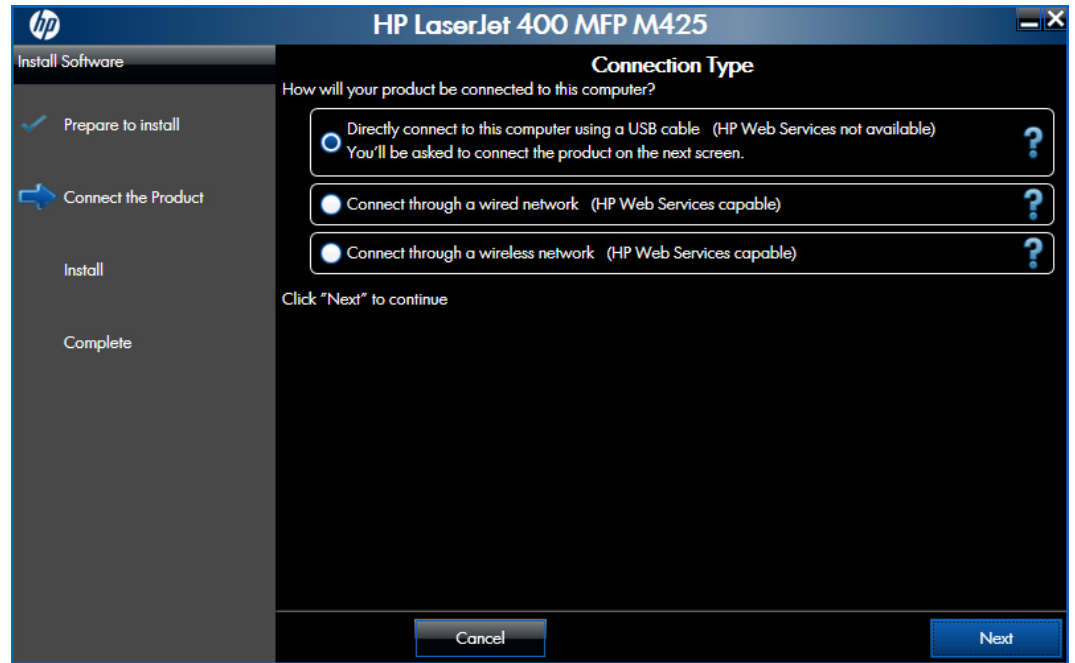 hp
HP LaserJet 400 MFP M425
Install Software
Prepare to install
Connect the Product
Install
Complete
Connection Type
How will your product be connected to this computer?
Directly connect to this computer using a USB cable (HP Web Services not available)
You'll be asked to connect the product on the next screen.
?
Connect through a wired network (HP Web Services capable)
?
Connect through a wireless network (HP Web Services capable)
?
Click "Next" to continue
Cancel
Next